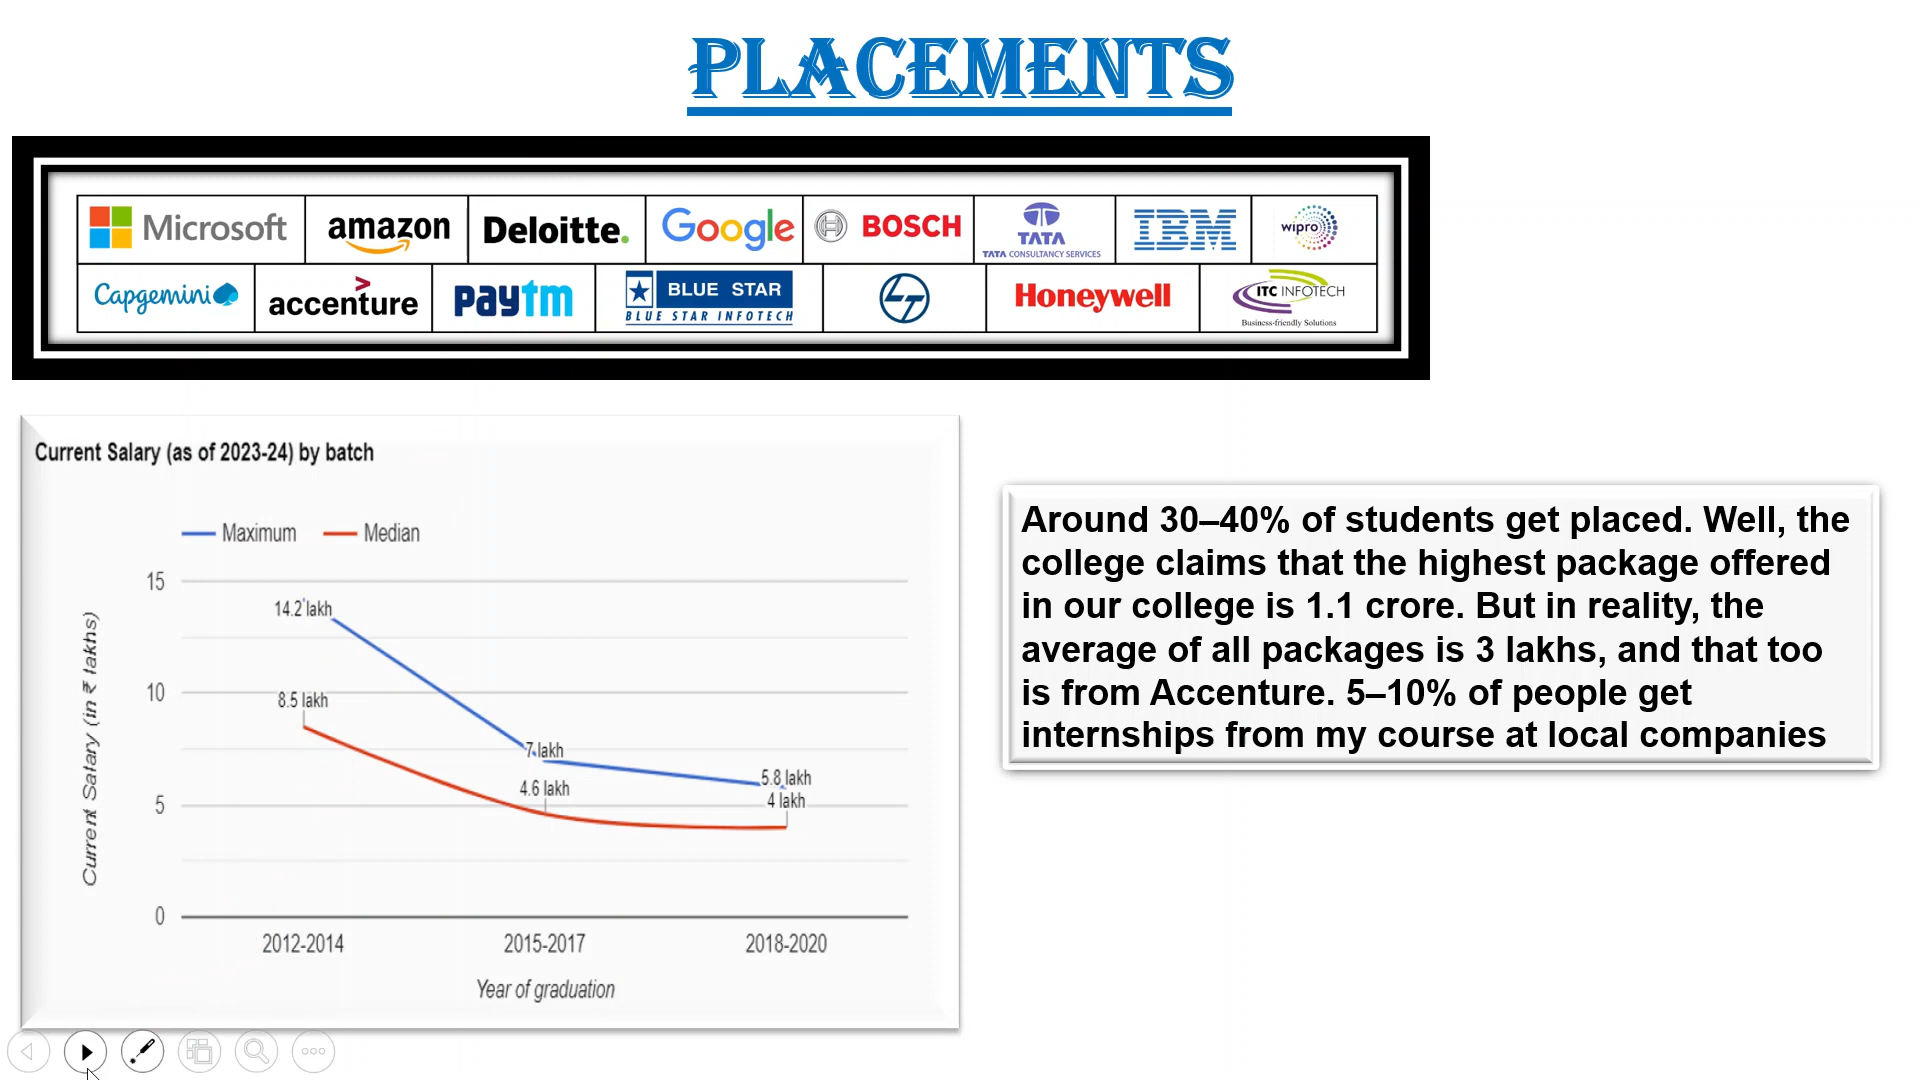 PLACEMENTS
Microsoft amazon Deloitte. Google BOSCH TATA IBM wipro
TATA CONSULTANCY SERVICES
Capgemini accenture paytm BLUE STAR LT Honeywell ITC INFOTECH
BLUE STAR INFOTECH
Business-friendly Solutions
Current Salary (as of 2023-24) by batch
Maximum Median
Current Salary (in ₹ lakhs)
15
14.2 lakh
10
8.5 lakh
7 lakh
4.6 lakh
5.8 lakh
4 lakh
5
0
2012-2014 2015-2017 2018-2020
Year of graduation
Around 30–40% of students get placed. Well, the
college claims that the highest package offered
in our college is 1.1 crore. But in reality, the
average of all packages is 3 lakhs, and that too
is from Accenture. 5–10% of people get
internships from my course at local companies